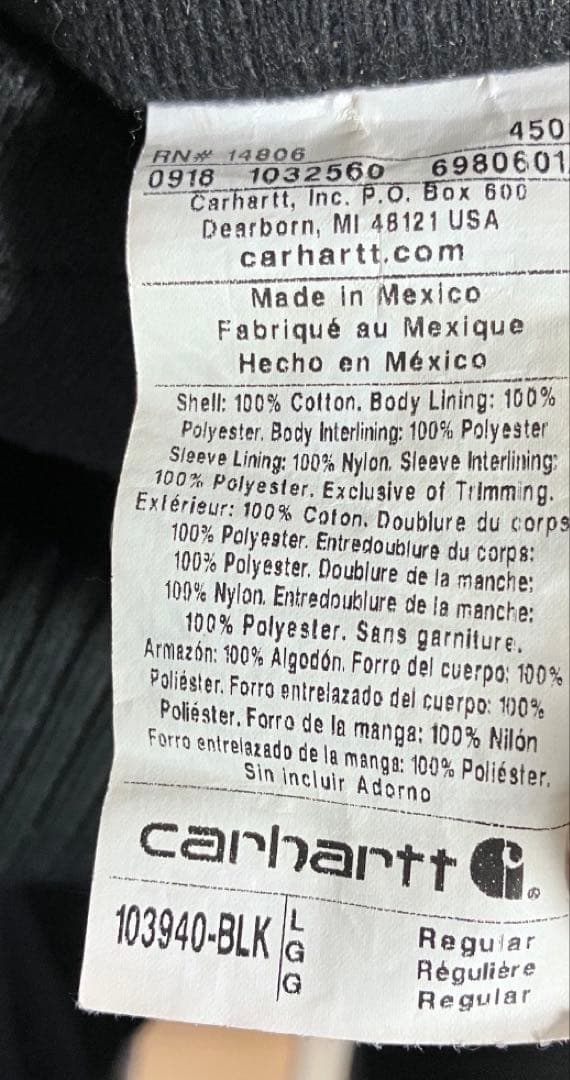 450
RN# 14806
0918 1032560 6980601
Carhartt, Inc. P.O. Box 600
Dearborn, MI 48121 USA
carhartt.com
Made in Mexico
Fabriqué au Mexique
Hecho en México
Shell: 100% Cotton. Body Lining: 100%
Polyester. Body Interlining: 100% Polyester
Sleeve Lining: 100% Nylon. Sleeve Interlining:
100% Polyester. Exclusive of Trimming.
Extérieur: 100% Coton. Doublure du corps
100% Polyester. Entredoublure du corps:
100% Polyester. Doublure de la manche:
100% Nylon. Entredoublure de la manche:
100% Polyester. Sans garniture.
Armazón: 100% Algodón. Forro del cuerpo: 100%
Poliéster. Forro entrelazado del cuerpo: 100%
Poliéster. Forro de la manga: 100% Nilón
Forro entrelazado de la manga: 100% Poliéster.
Sin incluir Adorno
carhartt ®
103940-BLK
L
G
G
Regular
Régulière
Regular